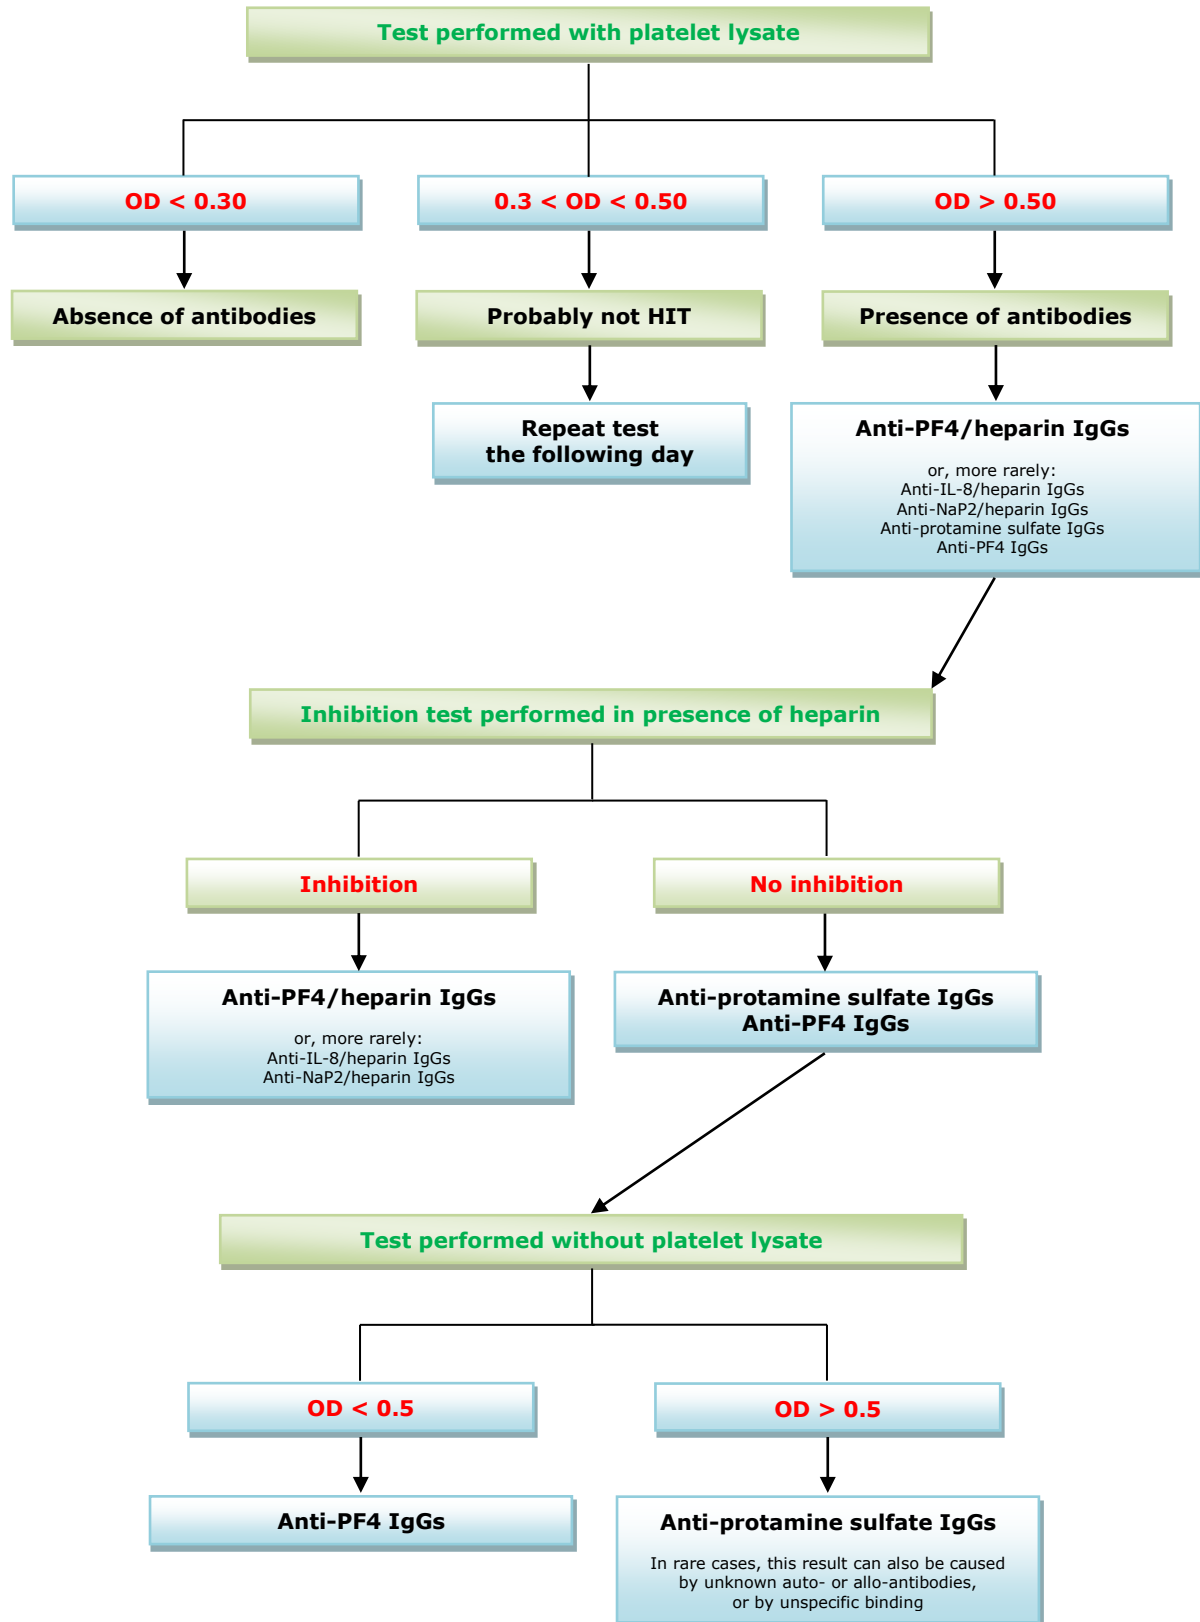 Test performed with platelet lysate
OD < 0.30
0.3 < OD < 0.50
OD > 0.50
Absence of antibodies
Probably not HIT
Presence of antibodies
Repeat test
the following day
Anti-PF4/heparin IgGs
or, more rarely:
Anti-IL-8/heparin IgGs
Anti-NaP2/heparin IgGs
Anti-protamine sulfate IgGs
Anti-PF4 IgGs
Inhibition test performed in presence of heparin
Inhibition
No inhibition
Anti-PF4/heparin IgGs
or, more rarely:
Anti-IL-8/heparin IgGs
Anti-NaP2/heparin IgGs
Anti-protamine sulfate IgGs
Anti-PF4 IgGs
Test performed without platelet lysate
OD < 0.5
OD > 0.5
Anti-PF4 IgGs
Anti-protamine sulfate IgGs
In rare cases, this result can also be caused
by unknown auto- or allo-antibodies,
or by unspecific binding